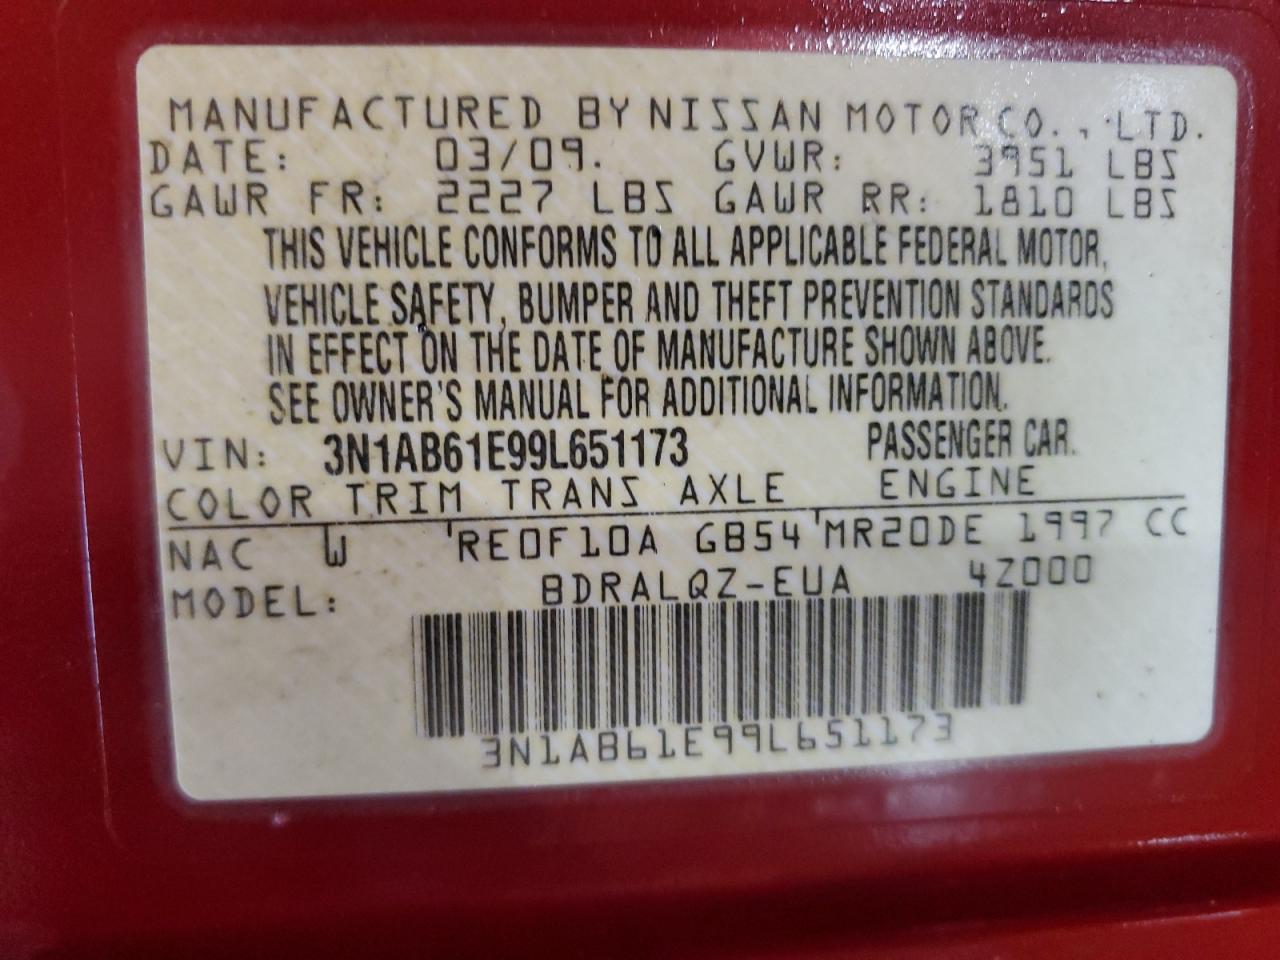 MANUFACTURED BY NISSAN MOTOR CO., LTD.
DATE: 03/09. GVWR: 3951 LBS
GAWR FR: 2227 LBS GAWR RR: 1810 LBS
THIS VEHICLE CONFORMS TO ALL APPLICABLE FEDERAL MOTOR,
VEHICLE SAFETY, BUMPER AND THEFT PREVENTION STANDARDS
IN EFFECT ON THE DATE OF MANUFACTURE SHOWN ABOVE.
SEE OWNER'S MANUAL FOR ADDITIONAL INFORMATION.
VIN: 3N1AB61E99L651173 PASSENGER CAR.
COLOR TRIM TRANS AXLE ENGINE
NAC W RE0F10A GB54 MR20DE 1997 CC
MODEL: BDRALQZ-EUA 4Z000
3N1AB61E99L651173